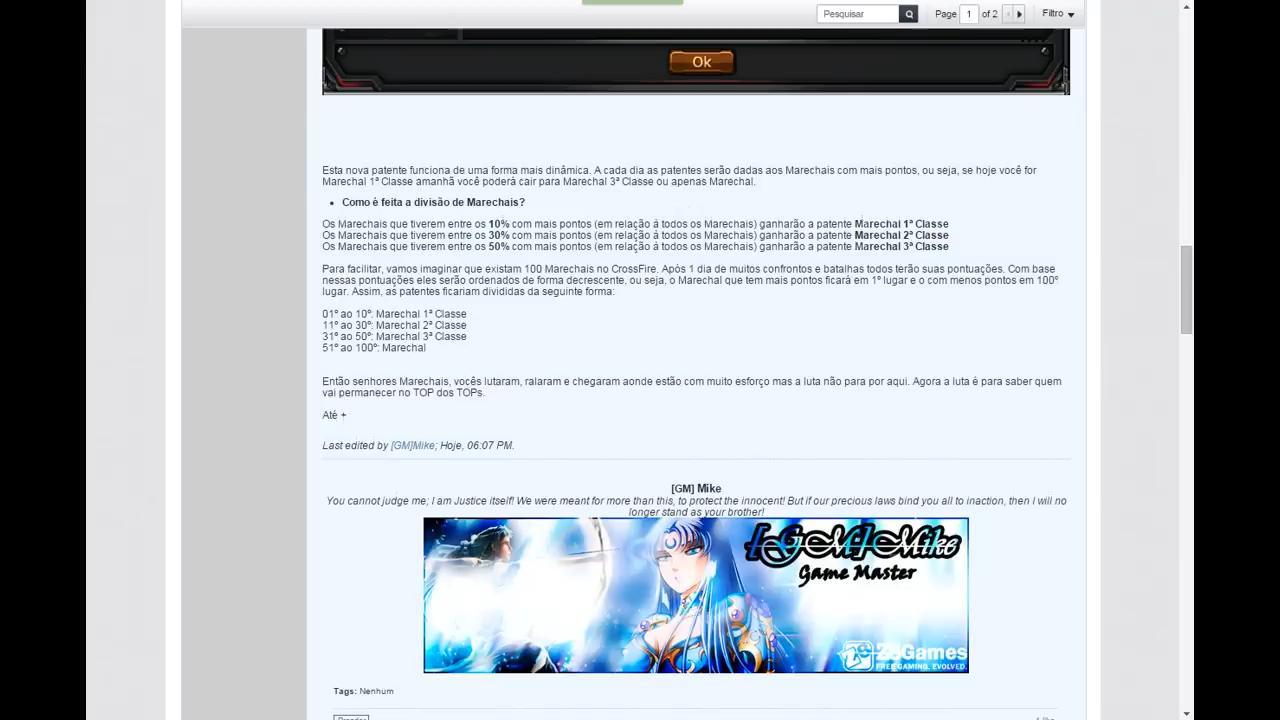 Pesquisar Page 1 of 2 Filtro
Ok
Esta nova patente funciona de uma forma mais dinâmica. A cada dia as patentes serão dadas aos Marechais com mais pontos, ou seja, se hoje você for
Marechal 1ª Classe amanhã você poderá cair para Marechal 3ª Classe ou apenas Marechal.
• Como é feita a divisão de Marechais?
Os Marechais que tiverem entre os 10% com mais pontos (em relação á todos os Marechais) ganharão a patente Marechal 1ª Classe
Os Marechais que tiverem entre os 30% com mais pontos (em relação á todos os Marechais) ganharão a patente Marechal 2ª Classe
Os Marechais que tiverem entre os 50% com mais pontos (em relação á todos os Marechais) ganharão a patente Marechal 3ª Classe
Para facilitar, vamos imaginar que existam 100 Marechais no CrossFire. Após 1 dia de muitos confrontos e batalhas todos terão suas pontuações. Com base
nessas pontuações eles serão ordenados de forma decrescente, ou seja, o Marechal que tem mais pontos ficará em 1º lugar e o com menos pontos em 100º
lugar. Assim, as patentes ficariam divididas da seguinte forma:
01º ao 10º: Marechal 1ª Classe
11º ao 30º: Marechal 2ª Classe
31º ao 50º: Marechal 3ª Classe
51º ao 100º: Marechal
Então senhores Marechais, vocês lutaram, ralaram e chegaram aonde estão com muito esforço mas a luta não para por aqui. Agora a luta é para saber quem
vai permanecer no TOP dos TOPs.
Até +
Last edited by [GM]Mike; Hoje, 06:07 PM.
[GM] Mike
You cannot judge me; I am Justice itself! We were meant for more than this, to protect the innocent! But if our precious laws bind you all to inaction, then I will no
longer stand as your brother!
[GM]Mike
Game Master
Z8Games
FREE GAMING. EVOLVED.
Tags: Nenhum